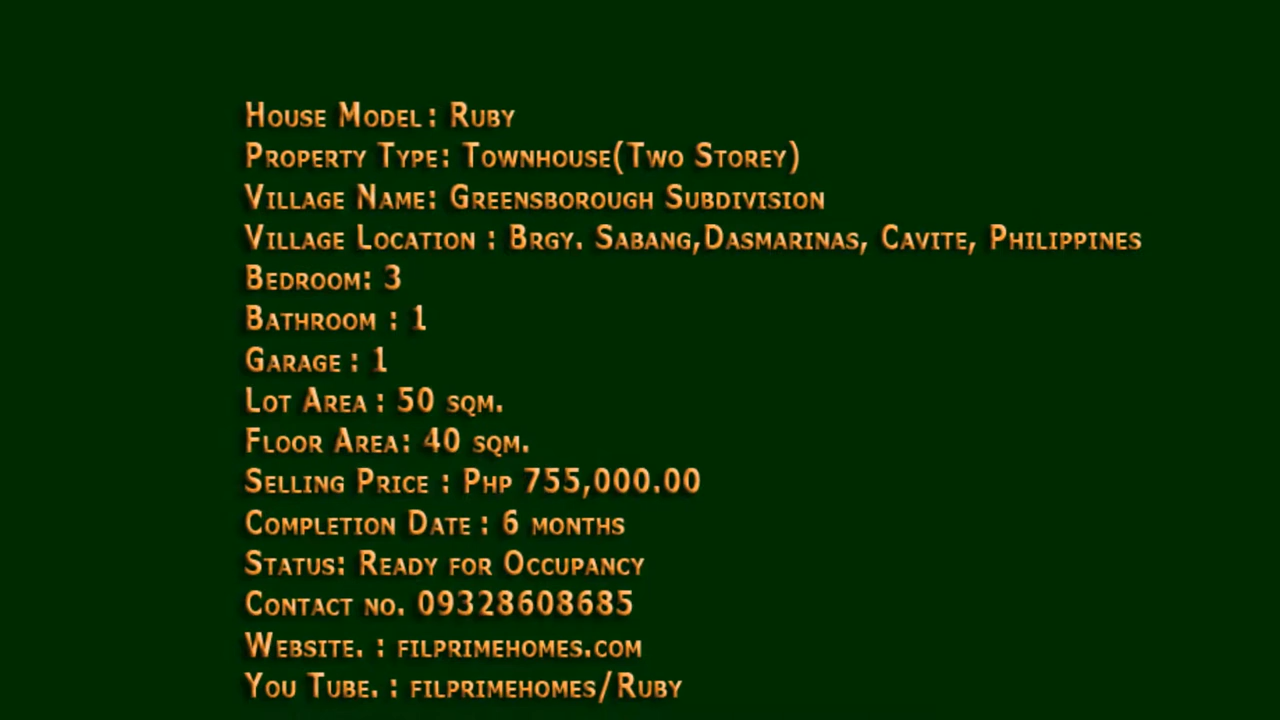 House Model : Ruby
Property Type: Townhouse(Two Storey)
Village Name: Greensborough Subdivision
Village Location : Brgy. Sabang,Dasmarinas, Cavite, Philippines
Bedroom: 3
Bathroom : 1
Garage : 1
Lot Area : 50 sqm.
Floor Area: 40 sqm.
Selling Price : Php 755,000.00
Completion Date : 6 months
Status: Ready for Occupancy
Contact no. 09328608685
Website. : filprimehomes.com
You Tube. : filprimehomes/Ruby